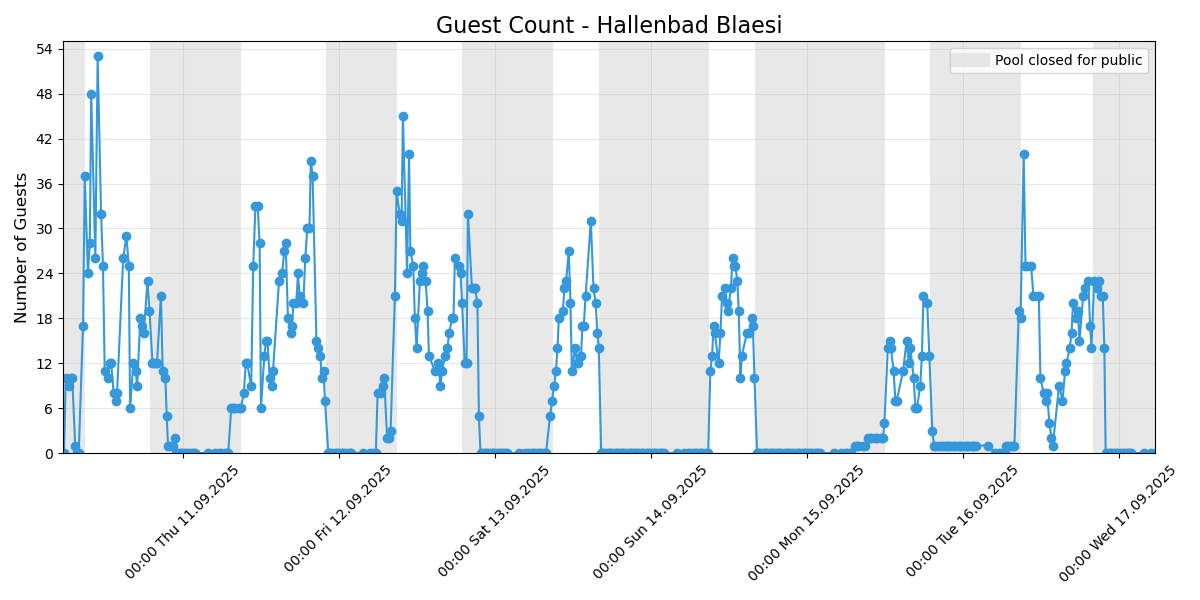 Guest Count - Hallenbad Blaesi
Pool closed for public
Number of Guests
54
48
42
36
30
24
18
12
6
0
00:00 Thu 11.09.2025
00:00 Fri 12.09.2025
00:00 Sat 13.09.2025
00:00 Sun 14.09.2025
00:00 Mon 15.09.2025
00:00 Tue 16.09.2025
00:00 Wed 17.09.2025